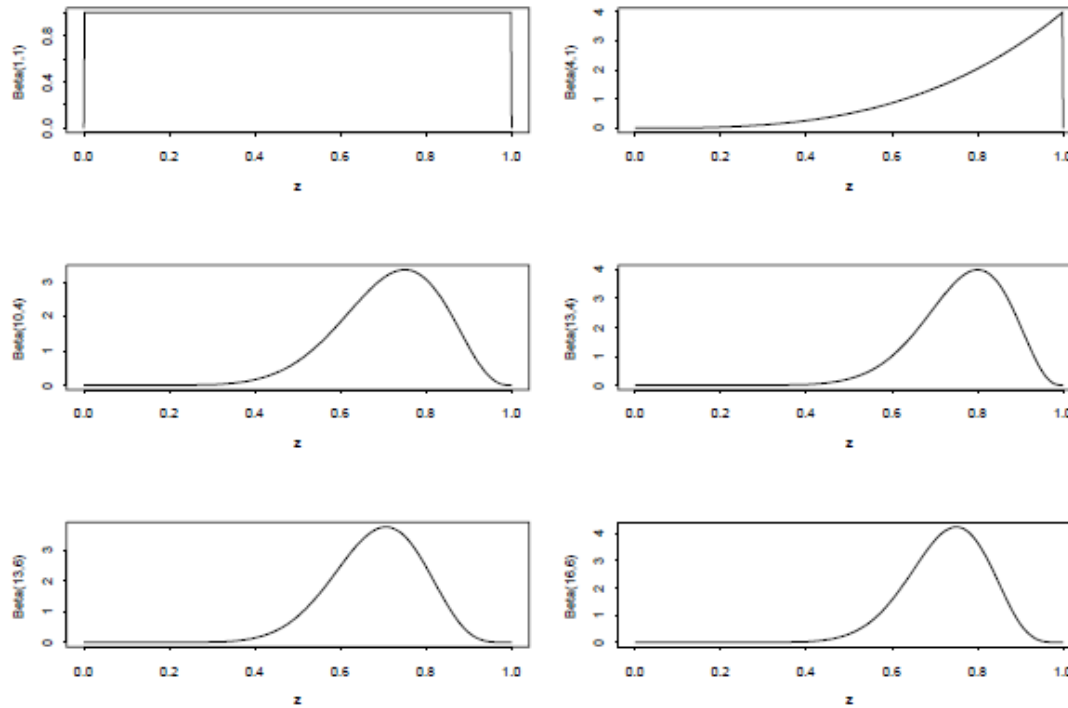 Beta(1,1)
0.0 0.4 0.8
0.0 0.2 0.4 0.6 0.8 1.0
z
Beta(4,1)
0 1 2 3 4
0.0 0.2 0.4 0.6 0.8 1.0
z
Beta(10,4)
0 1 2 3
0.0 0.2 0.4 0.6 0.8 1.0
z
Beta(13,4)
0 1 2 3 4
0.0 0.2 0.4 0.6 0.8 1.0
z
Beta(13,6)
0 1 2 3
0.0 0.2 0.4 0.6 0.8 1.0
z
Beta(16,6)
0 1 2 3 4
0.0 0.2 0.4 0.6 0.8 1.0
z